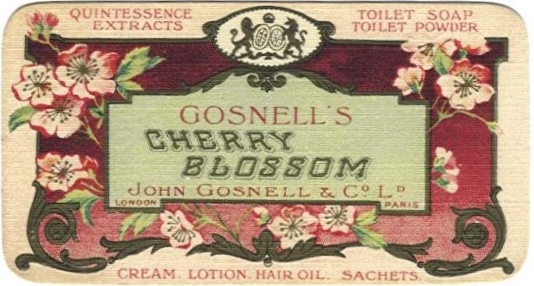 QUINTESSENCE
EXTRACTS
TOILET SOAP
TOILET POWDER
GOSNELL'S
CHERRY
BLOSSOM
JOHN GOSNELL & Co. LD
LONDON
PARIS
CREAM. LOTION. HAIR OIL. SACHETS.